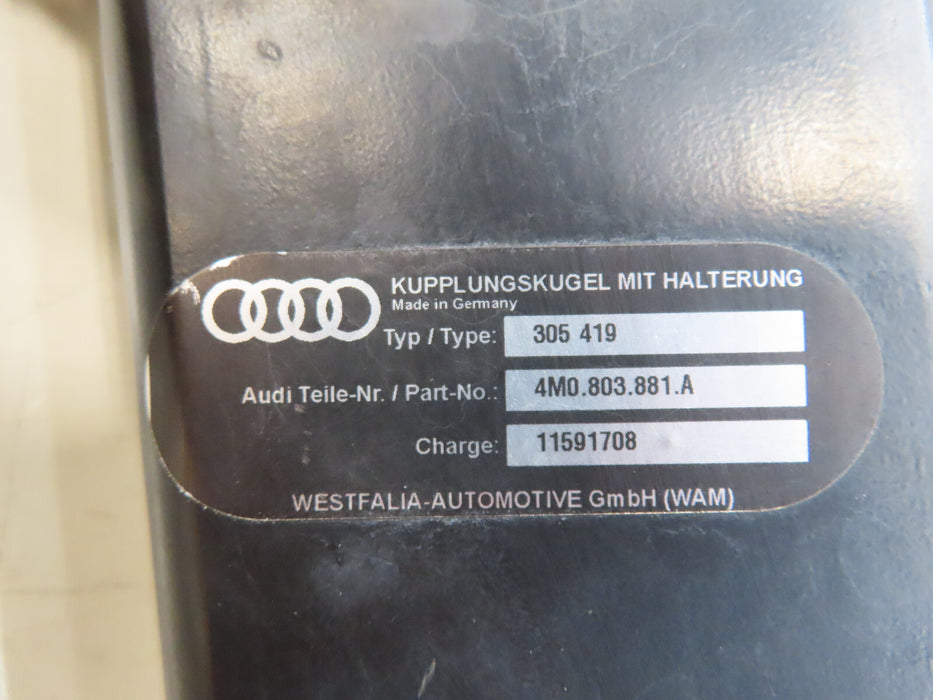 KUPPLUNGSKUGEL MIT HALTERUNG
Made in Germany
Typ / Type: 305 419
Audi Teile-Nr. / Part-No.: 4M0.803.881.A
Charge: 11591708
WESTFALIA-AUTOMOTIVE GmbH (WAM)